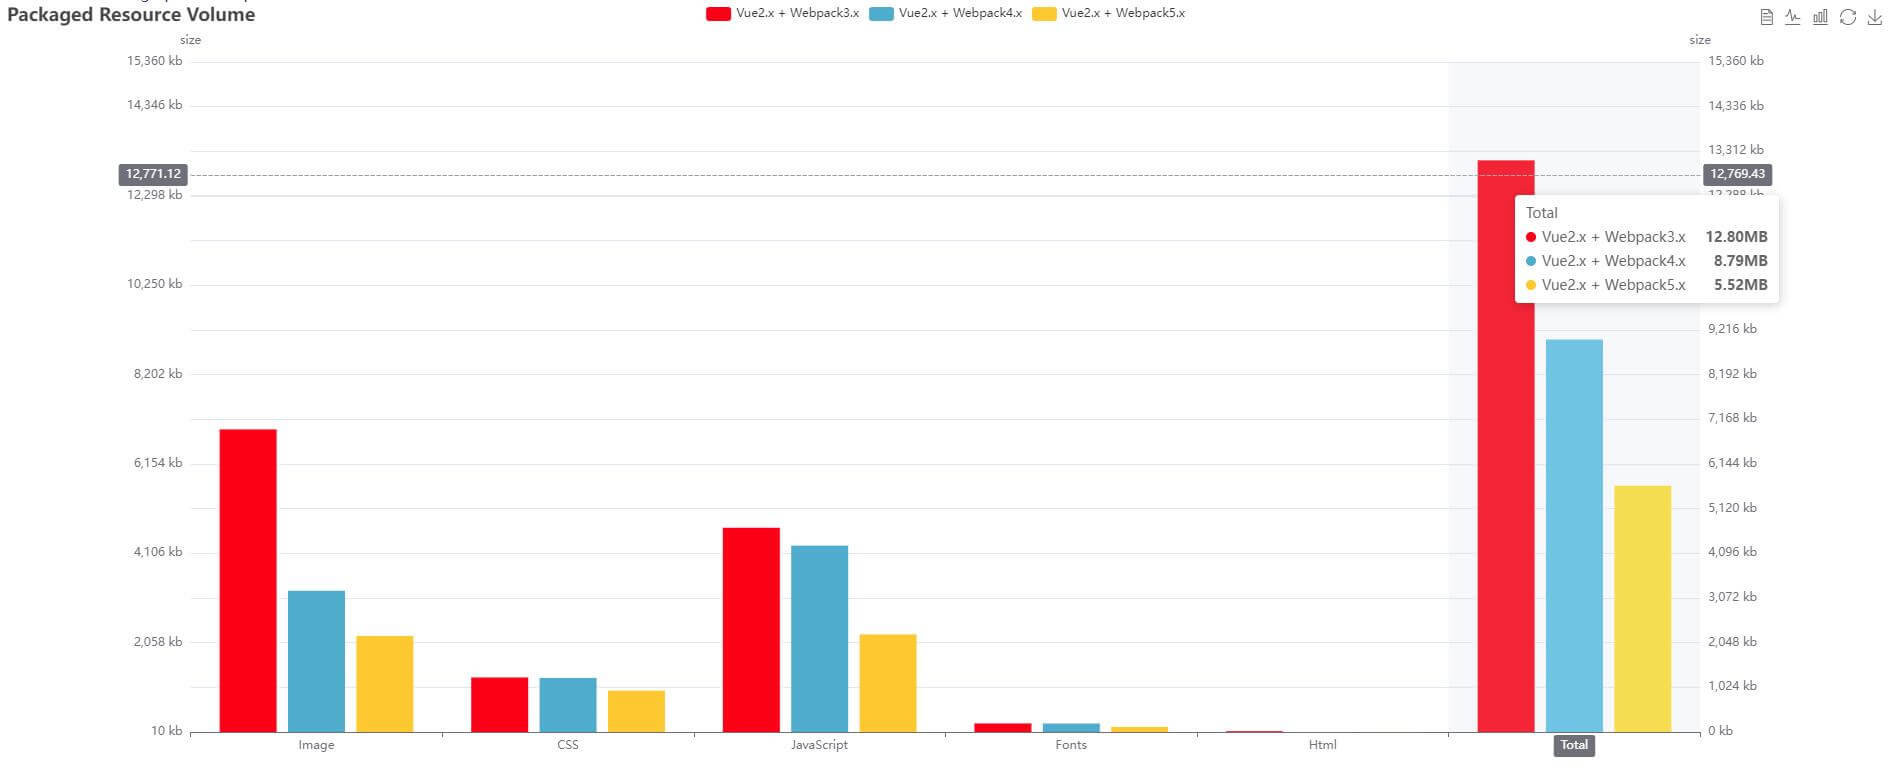 Packaged Resource Volume
Vue2.x + Webpack3.x Vue2.x + Webpack4.x Vue2.x + Webpack5.x
size size
15,360 kb 15,360 kb
14,346 kb 14,336 kb
13,312 kb
12,771.12 12,769.43
12,298 kb 12,288 kb
Total
Vue2.x + Webpack3.x 12.80MB
Vue2.x + Webpack4.x 8.79MB
10,250 kb Vue2.x + Webpack5.x 5.52MB
9,216 kb
8,202 kb 8,192 kb
7,168 kb
6,154 kb 6,144 kb
5,120 kb
4,106 kb 4,096 kb
3,072 kb
2,058 kb 2,048 kb
1,024 kb
10 kb 0 kb
Image CSS JavaScript Fonts Html Total